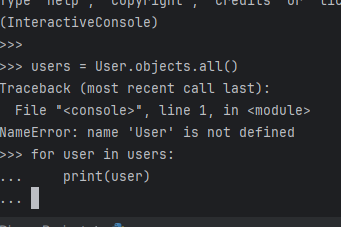 Type "help", "copyright", "credits" or "lic
(InteractiveConsole)
>>>
>>> users = User.objects.all()
Traceback (most recent call last):
  File "<console>", line 1, in <module>
NameError: name 'User' is not defined
>>> for user in users:
...     print(user)
...